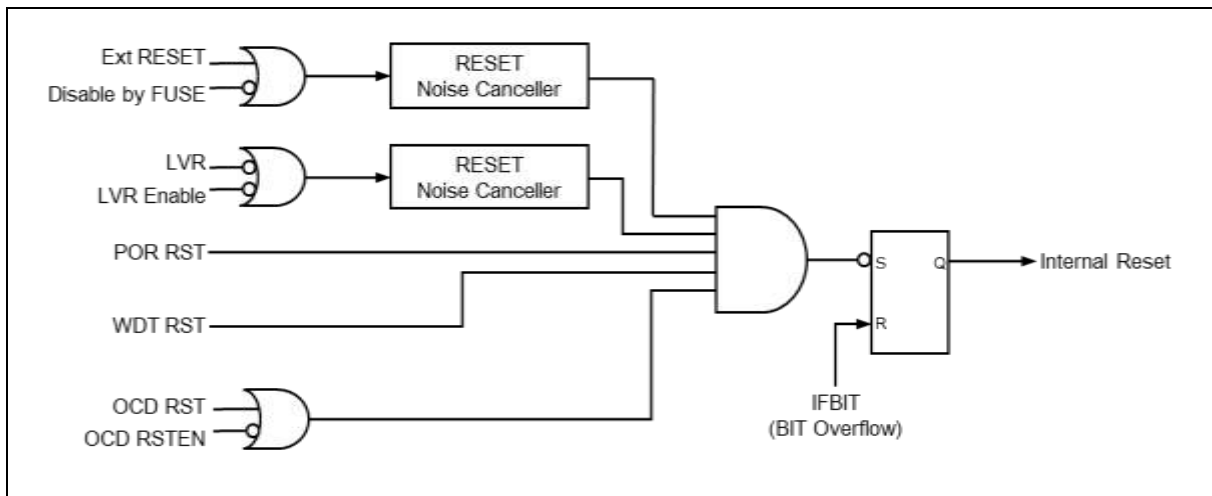 Ext RESET
Disable by FUSE
RESET
Noise Canceller
LVR
LVR Enable
RESET
Noise Canceller
POR RST
WDT RST
OCD RST
OCD RSTEN
S
Q
R
Internal Reset
IFBIT
(BIT Overflow)